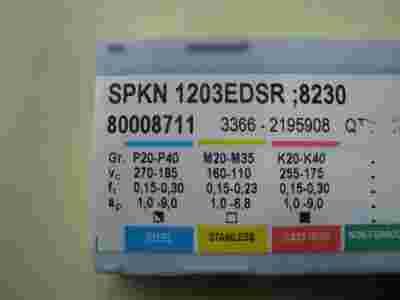 SPKN 1203EDSR ;8230
80008711 3366 - 2195908 QTY:
Gr. P20-P40 M20-M35 K20-K40 -
vc 270-185 160-110 255-175 -
ft 0,15-0,30 0,15-0,23 0,15-0,30 -
ap 1,0-9,0 1,0-6,8 1,0-9,0 -
STEEL STAINLESS CAST IRON